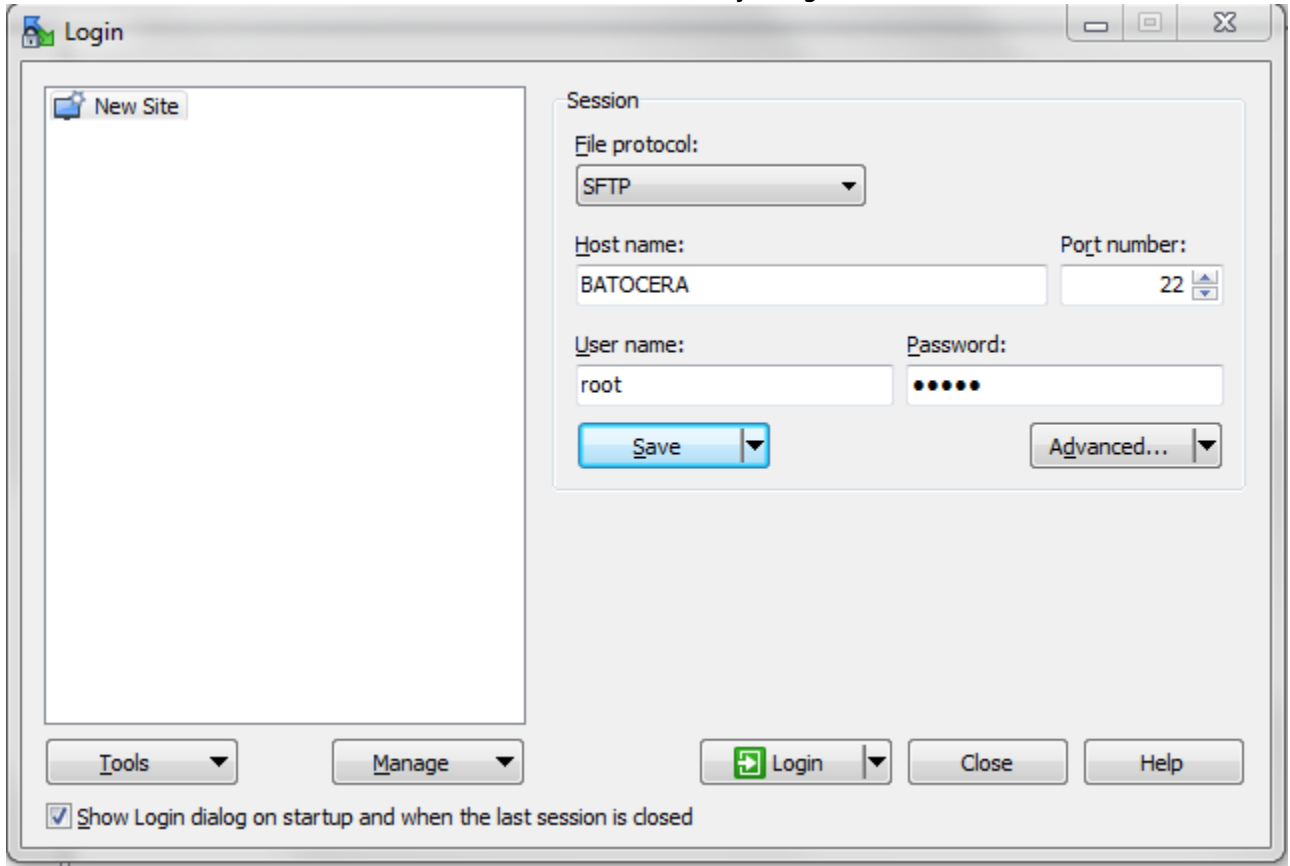 Login
New Site
Session
File protocol:
SFTP
Host name:
Port number:
BATOCERA
22
User name:
Password:
root
•••••
Save
Advanced...
Tools
Manage
Login
Close
Help
Show Login dialog on startup and when the last session is closed